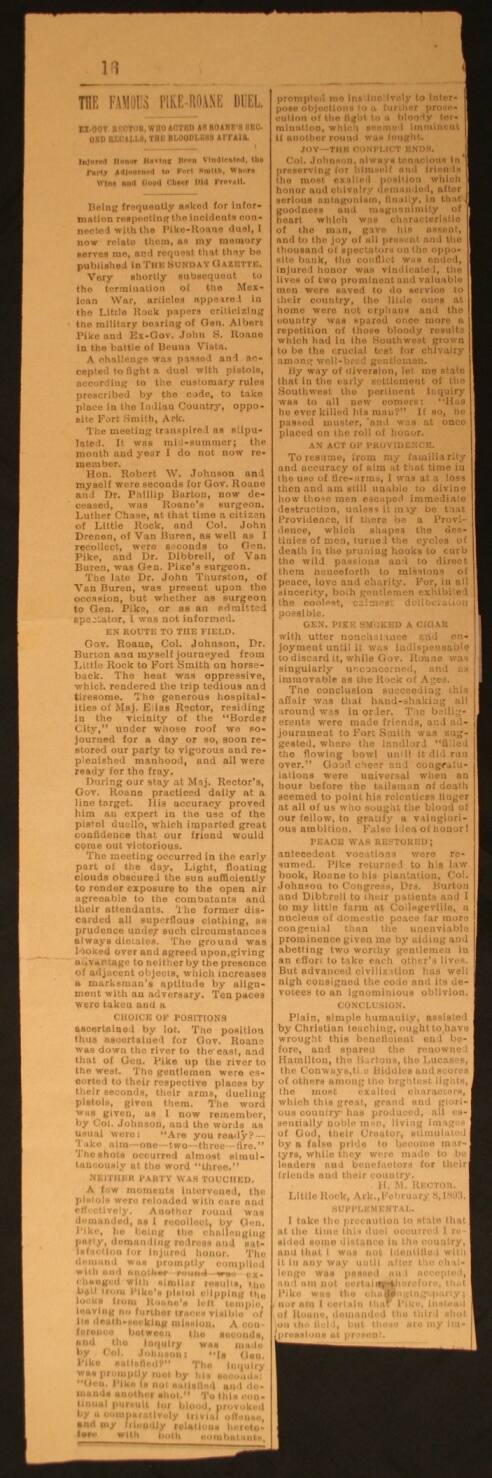 16
THE FAMOUS PIKE-ROANE DUEL.
EX-GOV. RECTOR, WHO ACTED AS ROANE'S SEC-
OND RECALLS, THE BLOODLESS AFFAIR.
Injured Honor Having Been Vindicated, the
Party Adjourned to Fort Smith, Where
Wine and Good Cheer Did Prevail.
Being frequently asked for infor-
mation respecting the incidents con-
nected with the Pike-Roane duel, I
now relate them, as my memory
serves me, and request that they be
published in THE SUNDAY GAZETTE.
Very shortly subsequent to
the termination of the Mex-
ican War, articles appeared in
the Little Rock papers criticizing
the military bearing of Gen. Albert
Pike and Ex-Gov. John S. Roane
in the battle of Beuna Vista.
A challenge was passed and ac-
cepted to fight a duel with pistols,
according to the customary rules
prescribed by the code, to take
place in the Indian Country, oppo-
site Fort Smith, Ark.
The meeting transpired as stipu-
lated. It was mid-summer; the
month and year I do not now re-
member.
Hon. Robert W. Johnson and
myself were seconds for Gov. Roane
and Dr. Phillip Barton, now de-
ceased, was Roane's surgeon.
Luther Chase, at that time a citizen
of Little Rock, and Col. John
Drenen, of Van Buren, as well as I
recollect, were seconds to Gen.
Pike, and Dr. Dibbrell, of Van
Buren, was Gen. Pike's surgeon.
The late Dr. John Thurston, of
Van Buren, was present upon the
occasion, but whether as surgeon
to Gen. Pike, or as an admitted
spectator, I was not informed.
EN ROUTE TO THE FIELD.
Gov. Roane, Col. Johnson, Dr.
Burton and myself journeyed from
Little Rock to Fort Smith on horse-
back. The heat was oppressive,
which rendered the trip tedious and
tiresome. The generous hospital-
ities of Maj. Elias Rector, residing
in the vicinity of the "Border
City," under whose roof we so-
journed for a day or so, soon re-
stored our party to vigorous and re-
plenished manhood, and all were
ready for the fray.
During our stay at Maj. Rector's,
Gov. Roane practiced daily at a
line target. His accuracy proved
him an expert in the use of the
pistol duello, which imparted great
confidence that our friend would
come out victorious.
The meeting occurred in the early
part of the day. Light, floating
clouds obscured the sun sufficiently
to render exposure to the open air
agreeable to the combatants and
their attendants. The former dis-
carded all superfious clothing, as
prudence under such circumstances
always dictates. The ground was
looked over and agreed upon, giving
advantage to neither by the presence
of adjacent objects, which increases
a marksman's aptitude by align-
ment with an adversary. Ten paces
were taken and a
CHOICE OF POSITIONS
ascertained by lot. The position
thus ascertained for Gov. Roane
was down the river to the east, and
that of Gen. Pike up the river to
the west. The gentlemen were es-
corted to their respective places by
their seconds, their arms, dueling
pistols, given them. The word
was given, as I now remember,
by Col. Johnson, and the words as
usual were: "Are you ready?—
Take aim—one—two—three—fire."
The shots occurred almost simul-
taneously at the word "three."
NEITHER PARTY WAS TOUCHED.
A few moments intervened, the
pistols were reloaded with care and
effectively. Another round was
demanded, as I recollect, by Gen.
Pike, he being the challenging
party, demanding redress and sat-
isfaction for injured honor. The
demand was promptly complied
with and another round was ex-
changed with similar results, the
ball from Pike's pistol clipping the
locks from Roane's left temple,
leaving no further traces visible of
its death-seeking mission. A con-
ference between the seconds,
and the inquiry was made
by Col. Johnson: "Is Gen.
Pike satisfied?" The inquiry
was promptly met by his seconds:
"Gen. Pike is not satisfied and de-
mands another shot." To this con-
tinual pursuit for blood, provoked
by a comparatively trivial offense,
and my friendly relations hereto-
fore with both combatants,
prompted me instinctively to inter-
pose objections to a further prose-
cution of the fight to a bloody ter-
mination, which seemed imminent
if another round was fought.
JOY—THE CONFLICT ENDS.
Col. Johnson, always tenacious in
preserving for himself and friends
the most exalted position which
honor and chivalry demanded, after
serious antagonism, finally, in that
goodness and magnanimity of
heart which was characteristic
of the man, gave his assent,
and to the joy of all present and the
thousand of spectators on the oppo-
site bank, the conflict was ended,
injured honor was vindicated, the
lives of two prominent and valuable
men were saved to do service to
their country, the little ones at
home were not orphans and the
country was spared once more a
repetition of those bloody results
which had in the Southwest grown
to be the crucial test for chivalry
among well-bred gentlemen.
By way of diversion, let me state
that in the early settlement of the
Southwest the pertinent inquiry
was to all new comers: "Has
he ever killed his man?" If so, he
passed muster, and was at once
placed on the roll of honor.
AN ACT OF PROVIDENCE.
To resume, from my familiarity
and accuracy of aim at that time in
the use of fire-arms, I was at a loss
then and am still unable to divine
how those men escaped immediate
destruction, unless it may be that
Providence, if there be a Provi-
dence, which shapes the des-
tinies of men, turned the cycles of
death in the pruning hooks to curb
the wild passions and to direct
them henceforth to missions of
peace, love and charity. For, in all
sincerity, both gentlemen exhibited
the coolest, calmest deliberation
possible.
GEN. PIKE SMOKED A CIGAR
with utter nonchalance and en-
joyment until it was indispensable
to discard it, while Gov. Roane was
singularly unconcerned, and as
immovable as the Rock of Ages.
The conclusion succeeding this
affair was that hand-shaking all
around was in order. The bellig-
erents were made friends, and ad-
journment to Fort Smith was sug-
gested, where the landlord "filled
the flowing bowl until it did run
over." Good cheer and congratu-
lations were universal when an
hour before the tailsman of death
seemed to point his relentless finger
at all of us who sought the blood of
our fellow, to gratify a vainglori-
ous ambition. False idea of honor!
PEACE WAS RESTORED;
antecedent vocations were re-
sumed. Pike returned to his law
book, Roane to his plantation, Col.
Johnson to Congress, Drs. Burton
and Dibbrell to their patients and I
to my little farm at Collegeville, a
nucleus of domestic peace far more
congenial than the unenviable
prominence given me by aiding and
abetting two worthy gentlemen in
an effort to take each other's lives.
But advanced civilization has well
nigh consigned the code and its de-
votees to an ignominious oblivion.
CONCLUSION.
Plain, simple humanity, assisted
by Christian teaching, ought to have
wrought this beneficient end be-
fore, and spared the renowned
Hamilton, the Bartons, the Lucases,
the Conways, the Biddles and scores
of others among the brghtest lights,
the most exalted characters,
which this great, grand and glori-
ous country has produced, all es-
sentially noble men, living images
of God, their Creator, stimulated
by a false pride to become mar-
tyrs, while they were made to be
leaders and benefactors for their
friends and their country.
H. M. RECTOR.
Little Rock, Ark., February 8, 1893.
SUPPLEMENTAL.
I take the precaution to state that
at the time this duel occurred I re-
sided some distance in the country,
and that I was not identified with
it in any way until after the chal-
lenge was passed and accepted,
and am not certain, therefore, that
Pike was the challenging party;
nor am I certain that Pike, instead
of Roane, demanded the third shot
on the field, but these are my im-
pressions at present.